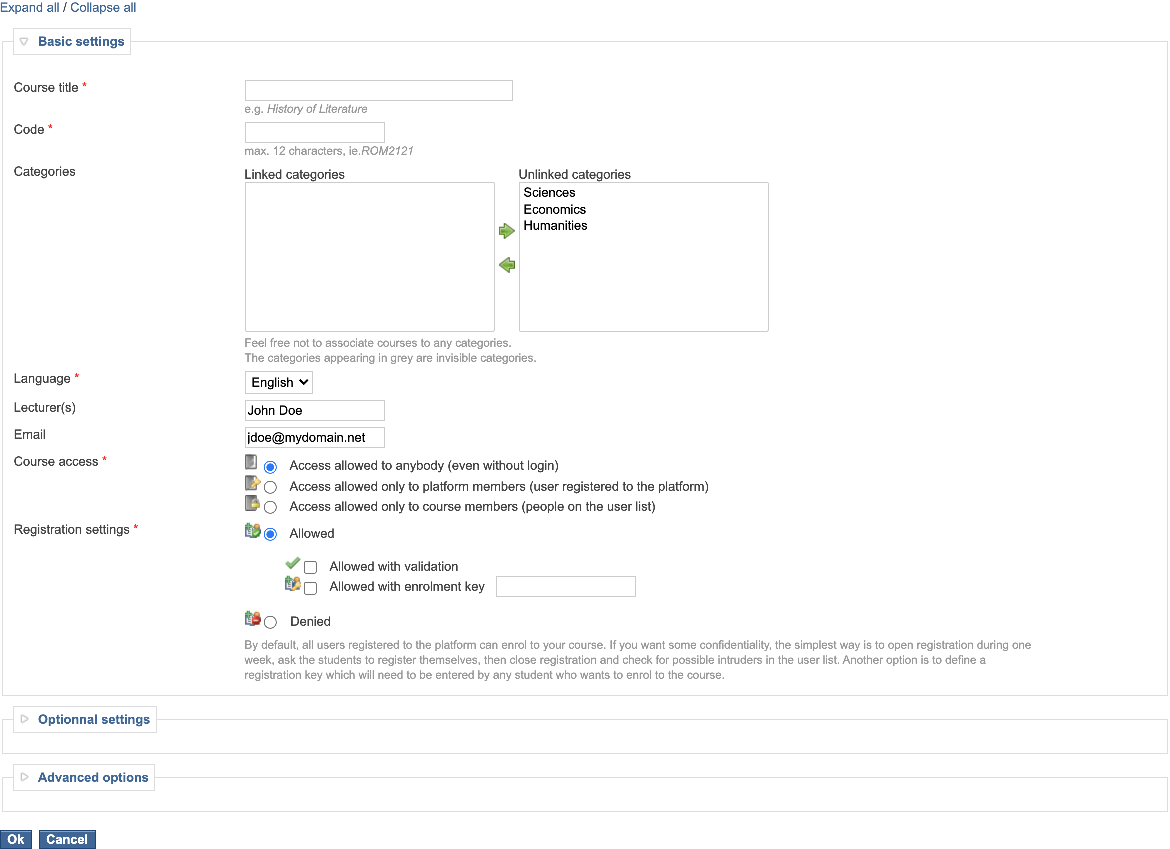 Expand all / Collapse all
Basic settings
Course title *
e.g. History of Literature
Code *
max. 12 characters, ie.ROM2121
Categories
Linked categories
Unlinked categories
Sciences
Economics
Humanities
Feel free not to associate courses to any categories.
The categories appearing in grey are invisible categories.
Language *
English
Lecturer(s)
John Doe
Email
jdoe@mydomain.net
Course access *
Access allowed to anybody (even without login)
Access allowed only to platform members (user registered to the platform)
Access allowed only to course members (people on the user list)
Registration settings *
Allowed
Allowed with validation
Allowed with enrolment key
Denied
By default, all users registered to the platform can enrol to your course. If you want some confidentiality, the simplest way is to open registration during one
week, ask the students to register themselves, then close registration and check for possible intruders in the user list. Another option is to define a
registration key which will need to be entered by any student who wants to enrol to the course.
Optionnal settings
Advanced options
Ok Cancel